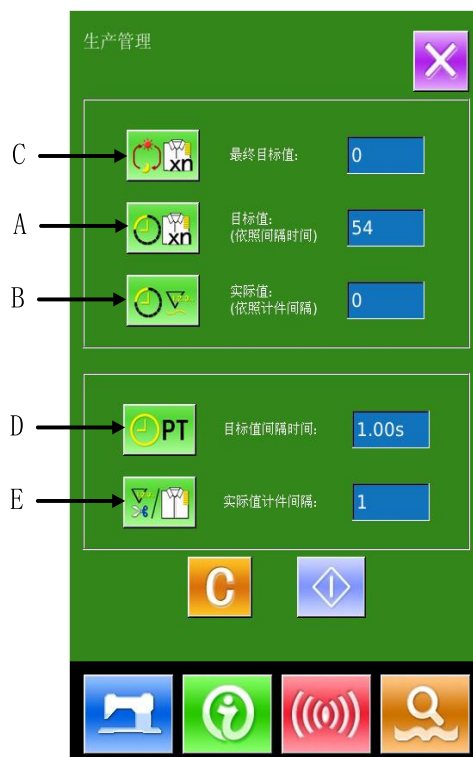 生产管理
C
xn
最终目标值:
0
A
xn
目标值:
(依照间隔时间)
54
B
实际值:
(依照计件间隔)
0
D
PT
目标值间隔时间:
1.00s
E
实际值计件间隔:
1
C